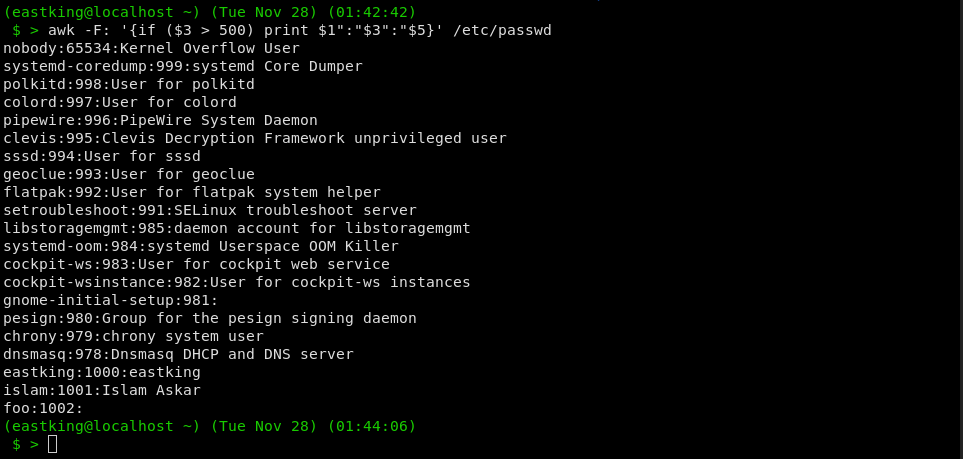 (eastking@localhost ~) (Tue Nov 28) (01:42:42)
$ > awk -F: '{if ($3 > 500) print $1":"$3":"$5}' /etc/passwd
nobody:65534:Kernel Overflow User
systemd-coredump:999:systemd Core Dumper
polkitd:998:User for polkitd
colord:997:User for colord
pipewire:996:PipeWire System Daemon
clevis:995:Clevis Decryption Framework unprivileged user
sssd:994:User for sssd
geoclue:993:User for geoclue
flatpak:992:User for flatpak system helper
setroubleshoot:991:SELinux troubleshoot server
libstoragemgmt:985:daemon account for libstoragemgmt
systemd-oom:984:systemd Userspace OOM Killer
cockpit-ws:983:User for cockpit web service
cockpit-wsinstance:982:User for cockpit-ws instances
gnome-initial-setup:981:
pesign:980:Group for the pesign signing daemon
chrony:979:chrony system user
dnsmasq:978:Dnsmasq DHCP and DNS server
eastking:1000:eastking
islam:1001:Islam Askar
foo:1002:
(eastking@localhost ~) (Tue Nov 28) (01:44:06)
$ >